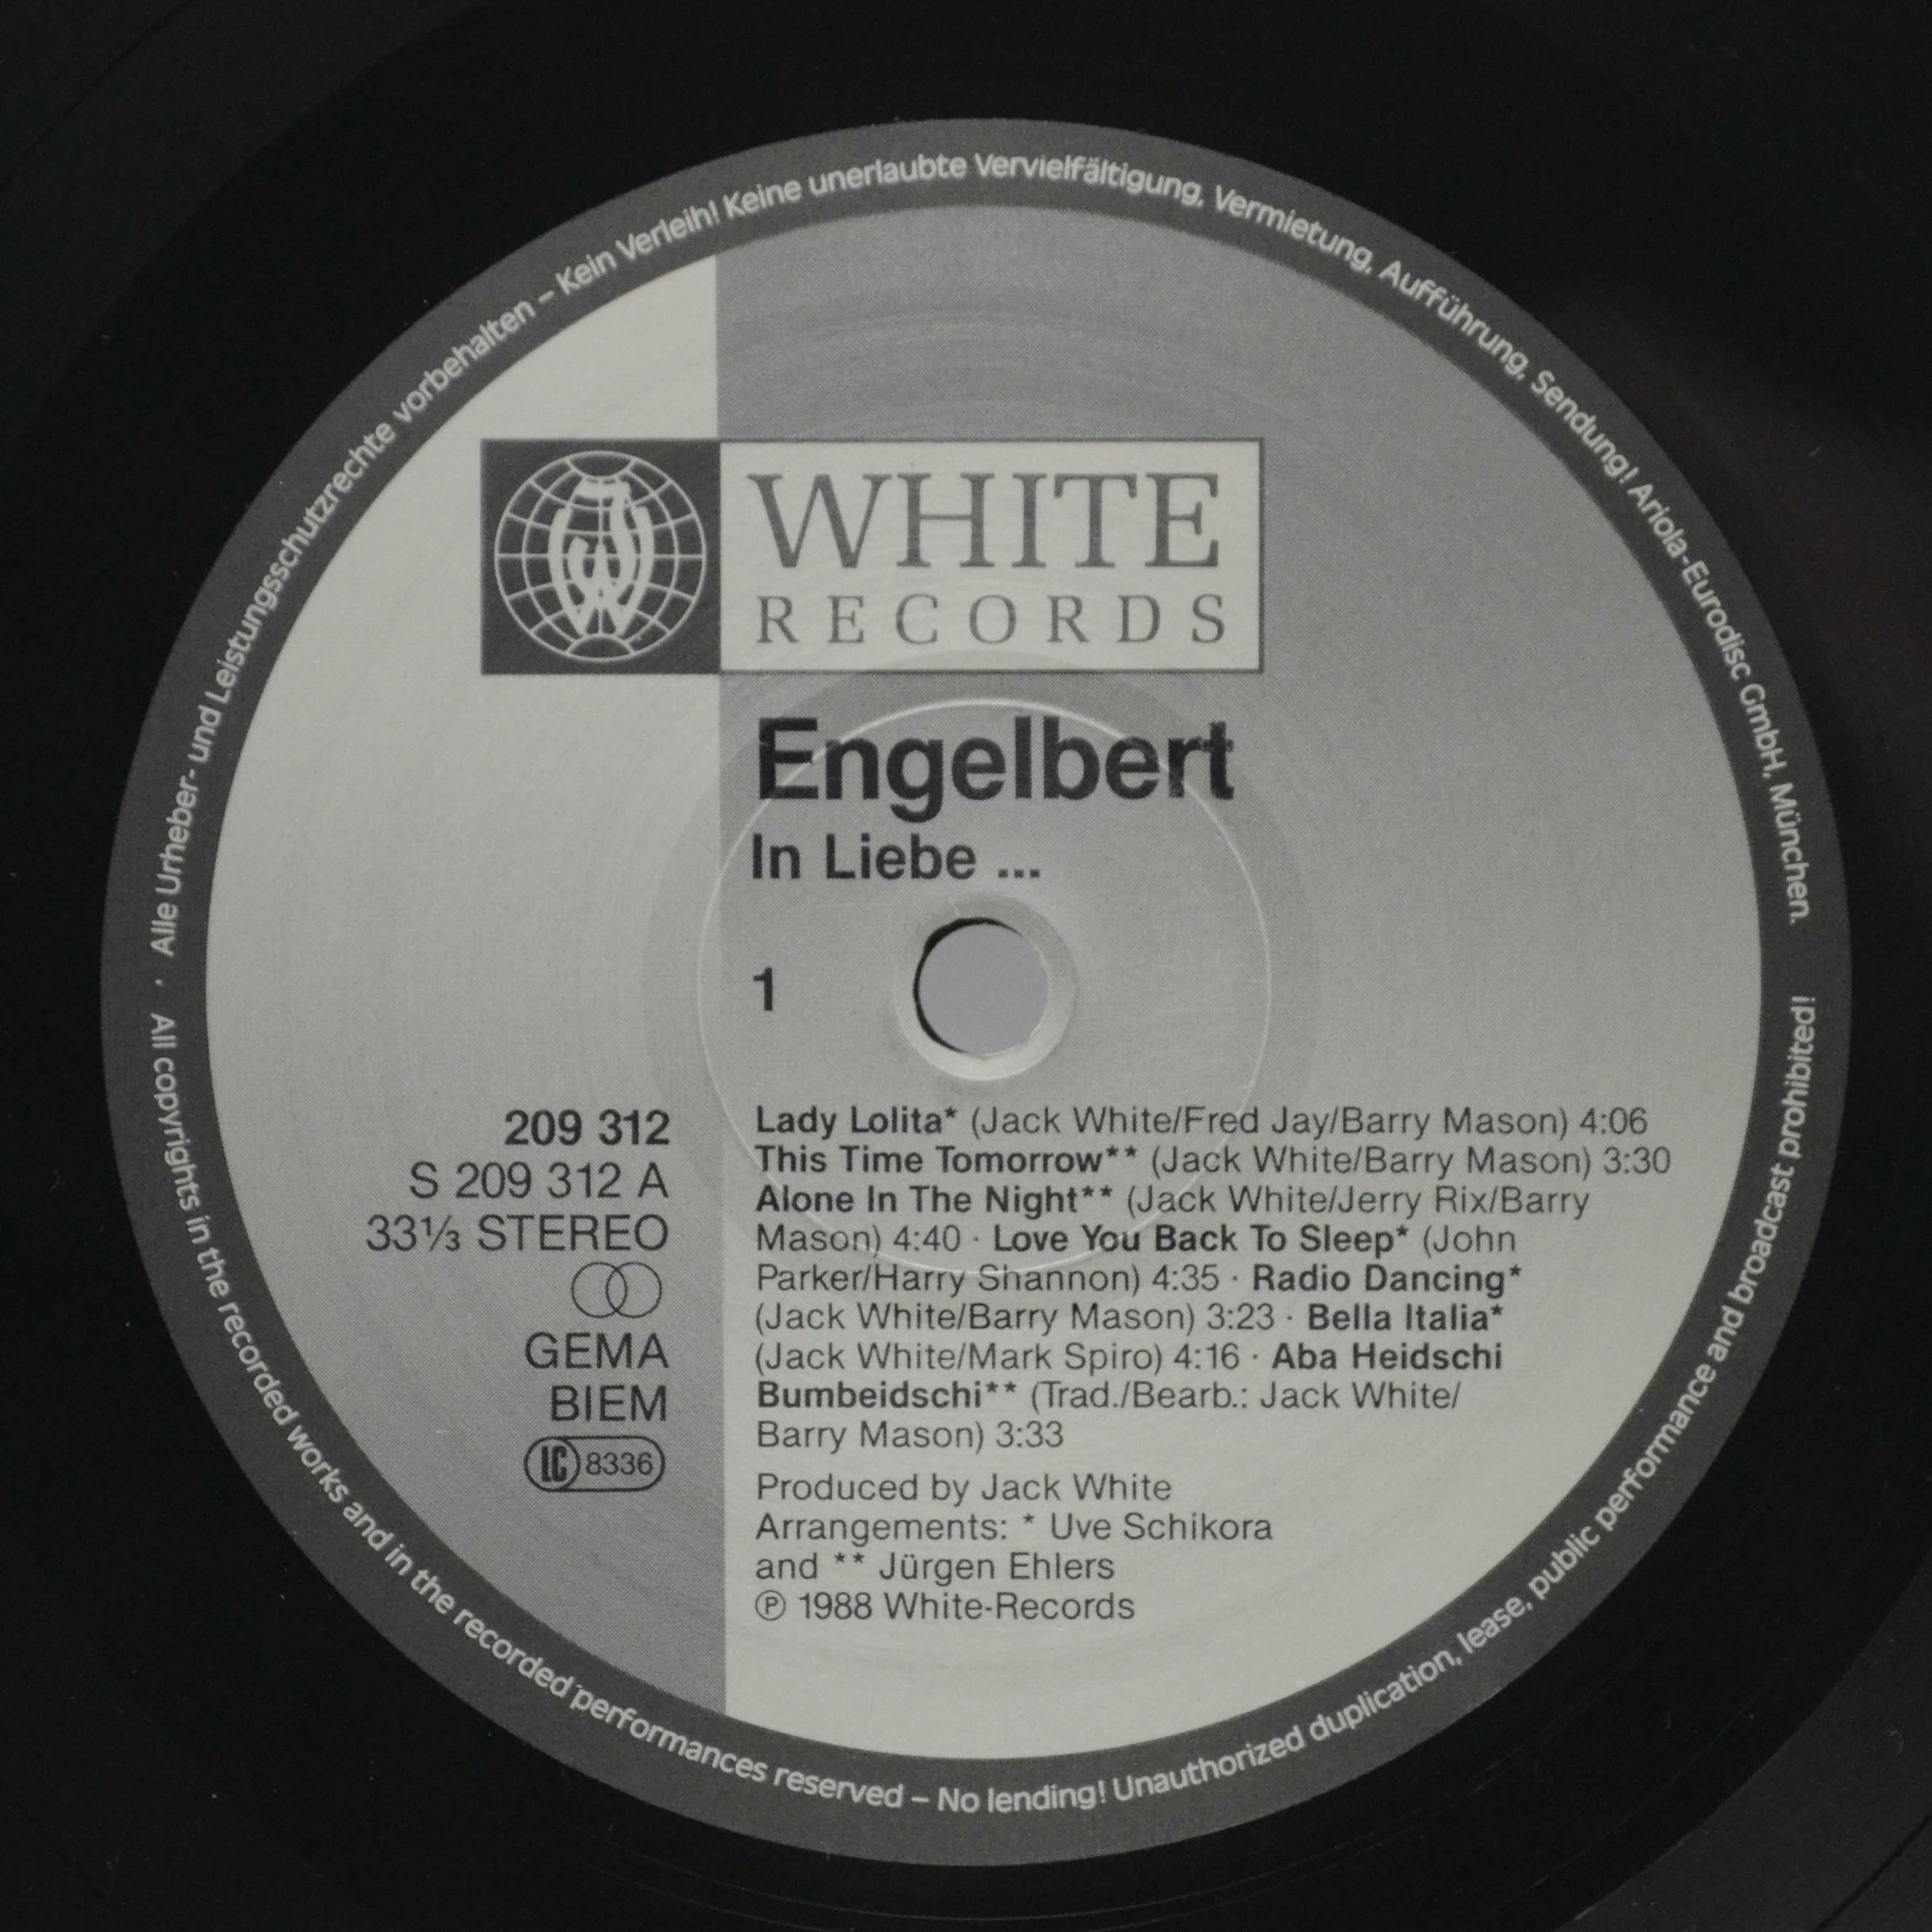 Alle Urheber- und Leistungsschutzrechte vorbehalten – Kein Verleih! Keine unerlaubte Vervielfältigung, Vermietung, Aufführung, Sendung! Ariola-Eurodisc GmbH, München.
WHITE
RECORDS
Engelbert
In Liebe ...
1
209 312
S 209 312 A
33⅓ STEREO
GEMA
BIEM
LC 8336
Lady Lolita* (Jack White/Fred Jay/Barry Mason) 4:06
This Time Tomorrow** (Jack White/Barry Mason) 3:30
Alone In The Night** (Jack White/Jerry Rix/Barry
Mason) 4:40 · Love You Back To Sleep* (John
Parker/Harry Shannon) 4:35 · Radio Dancing*
(Jack White/Barry Mason) 3:23 · Bella Italia*
(Jack White/Mark Spiro) 4:16 · Aba Heidschi
Bumbeidschi** (Trad./Bearb.: Jack White/
Barry Mason) 3:33
Produced by Jack White
Arrangements: * Uve Schikora
and ** Jürgen Ehlers
℗ 1988 White-Records
· All copyrights in the recorded works and in the recorded performances reserved – No lending! Unauthorized duplication, lease, public performance and broadcast prohibited!